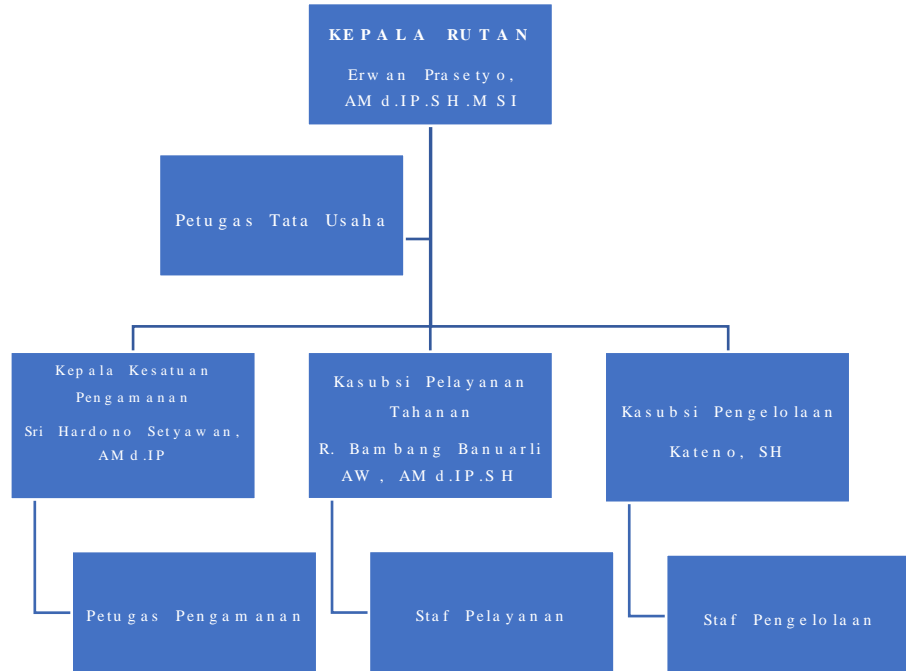 KEPALA RUTAN
Erwan Prasetyo,
AMd.IP.SH.MSI
Petugas Tata Usaha
Kepala Kesatuan
Pengamanan
Sri Hardono Setyawan,
AMd.IP
Kasubsi Pelayanan
Tahanan
R. Bambang Banuarli
AW, AMd.IP.SH
Kasubsi Pengelolaan
Kateno, SH
Petugas Pengamanan
Staf Pelayanan
Staf Pengelolaan